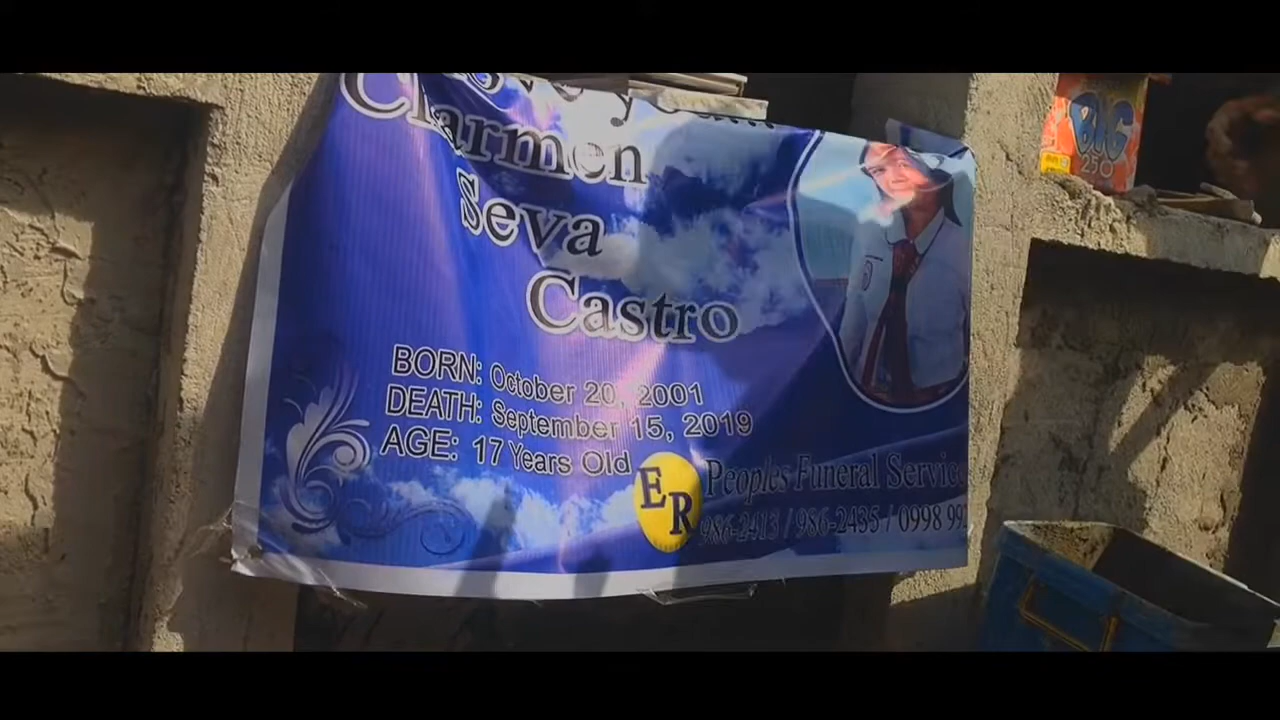 Clarmen
Seva
Castro
BORN: October 20, 2001
DEATH: September 15, 2019
AGE: 17 Years Old
ER
Peoples Funeral Service
986-2413 / 986-2435 / 0998 99
BIG
250